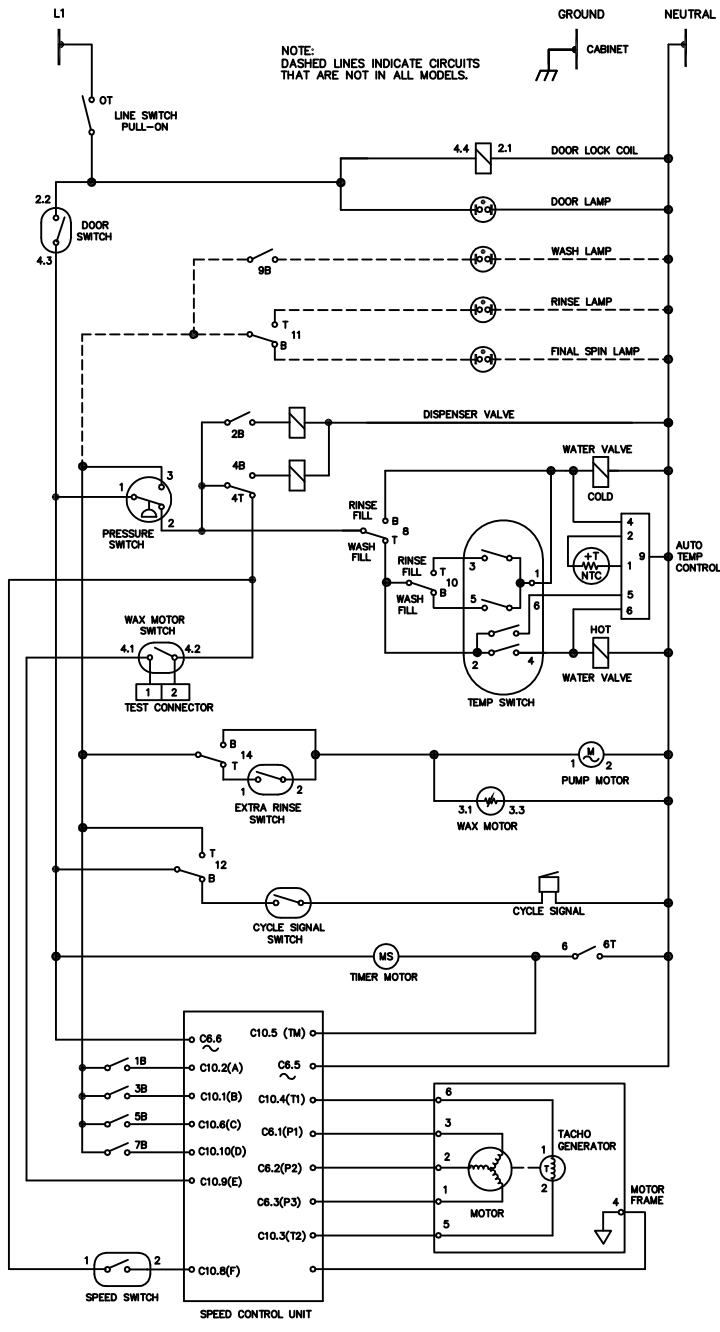 L1
GROUND
NEUTRAL
NOTE:
DASHED LINES INDICATE CIRCUITS
THAT ARE NOT IN ALL MODELS.
CABINET
OT
LINE SWITCH
PULL-ON
4.4
2.1
DOOR LOCK COIL
2.2
DOOR
SWITCH
4.3
DOOR LAMP
WASH LAMP
9B
RINSE LAMP
T
11
B
FINAL SPIN LAMP
DISPENSER VALVE
2B
4B
4T
WATER VALVE
COLD
3
1
2
PRESSURE
SWITCH
RINSE
FILL
B
8
T
WASH
FILL
RINSE
FILL
T
10
B
WASH
FILL
3
1
5
6
2
4
TEMP SWITCH
4
2
+T
NTC
1
9
5
6
AUTO
TEMP
CONTROL
HOT
WATER VALVE
WAX MOTOR
SWITCH
4.1
4.2
1
2
TEST CONNECTOR
B
14
T
1
2
EXTRA RINSE
SWITCH
M
1
2
PUMP MOTOR
3.1
3.3
WAX MOTOR
T
12
B
CYCLE SIGNAL
SWITCH
CYCLE SIGNAL
MS
TIMER MOTOR
6
6T
C6.6
C10.5 (TM)
1B
C10.2(A)
C6.5
3B
C10.1(B)
C10.4(T1)
5B
C10.6(C)
C6.1(P1)
7B
C10.10(D)
C6.2(P2)
C10.9(E)
C6.3(P3)
C10.3(T2)
1
2
C10.8(F)
SPEED SWITCH
SPEED CONTROL UNIT
6
3
2
1
5
MOTOR
TACHO
GENERATOR
1
T
2
4
MOTOR
FRAME